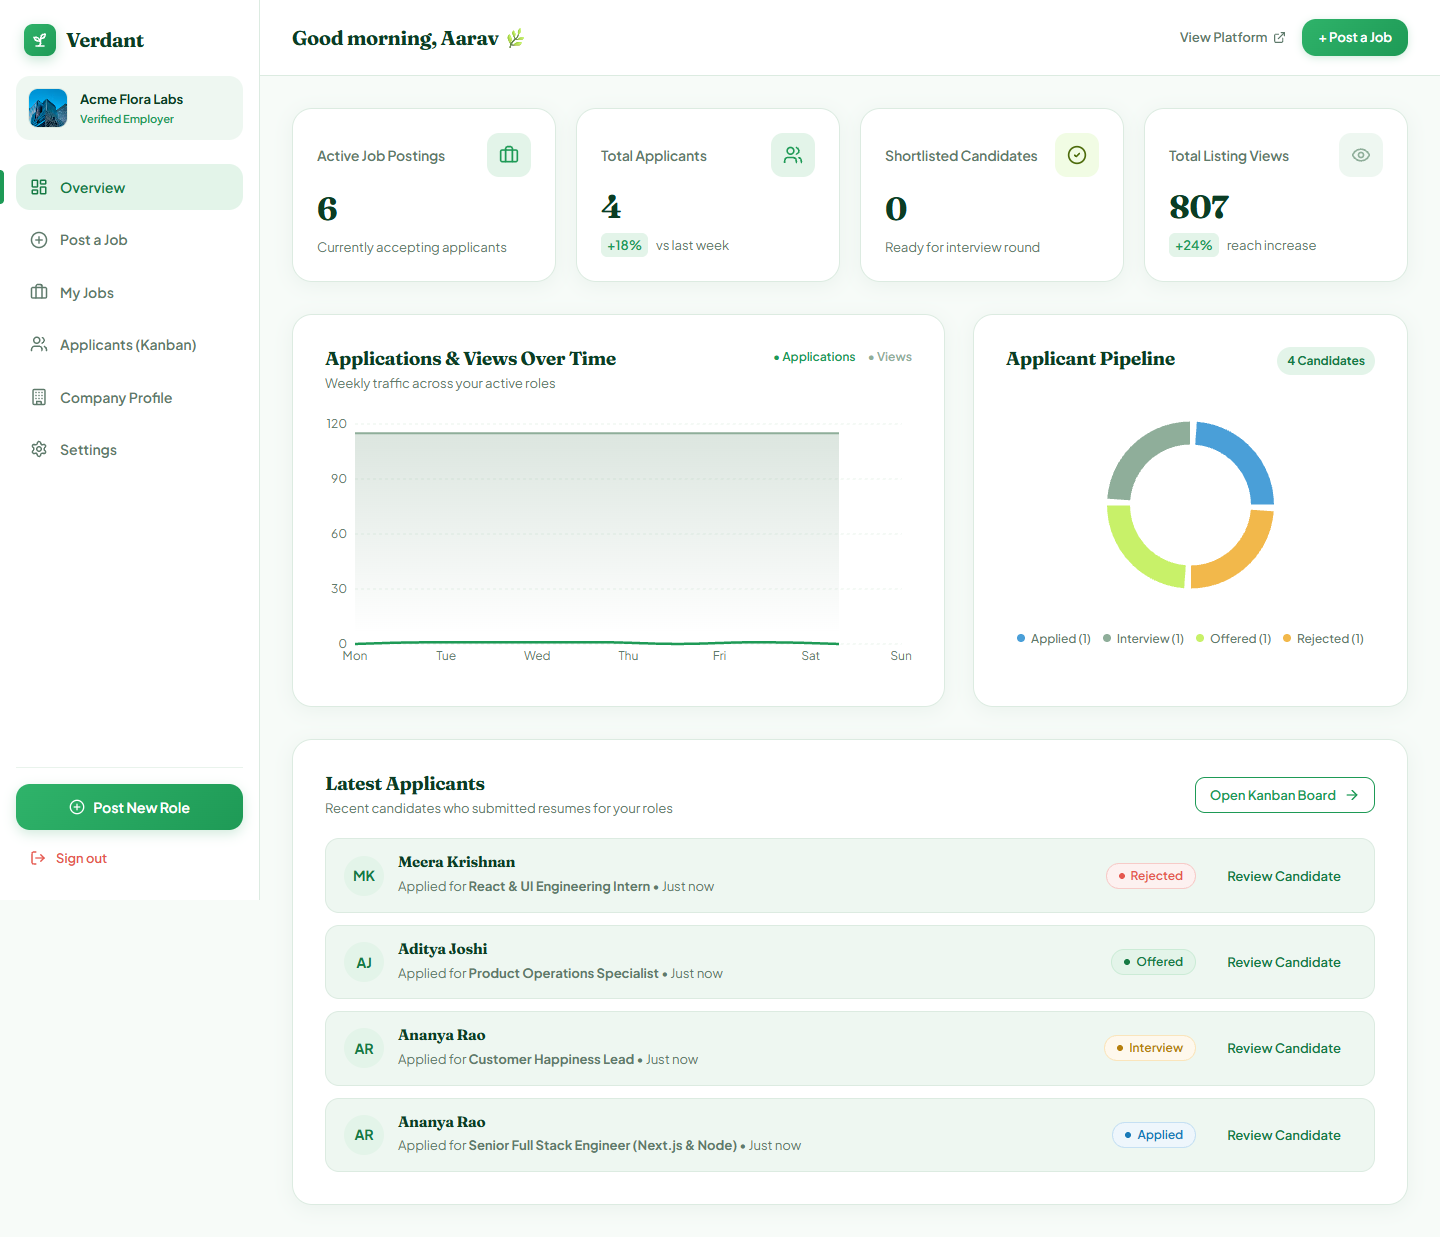 Verdant
Good morning, Aarav 🌿
View Platform
+ Post a Job
Acme Flora Labs
Verified Employer
Overview
Post a Job
My Jobs
Applicants (Kanban)
Company Profile
Settings
Post New Role
Sign out
Active Job Postings
6
Currently accepting applicants
Total Applicants
4
+18% vs last week
Shortlisted Candidates
0
Ready for interview round
Total Listing Views
807
+24% reach increase
Applications & Views Over Time
Weekly traffic across your active roles
• Applications • Views
120
90
60
30
0
Mon Tue Wed Thu Fri Sat Sun
Applicant Pipeline
4 Candidates
Applied (1) Interview (1) Offered (1) Rejected (1)
Latest Applicants
Recent candidates who submitted resumes for your roles
Open Kanban Board
MK
Meera Krishnan
Applied for React & UI Engineering Intern • Just now
• Rejected
Review Candidate
AJ
Aditya Joshi
Applied for Product Operations Specialist • Just now
• Offered
Review Candidate
AR
Ananya Rao
Applied for Customer Happiness Lead • Just now
• Interview
Review Candidate
AR
Ananya Rao
Applied for Senior Full Stack Engineer (Next.js & Node) • Just now
• Applied
Review Candidate